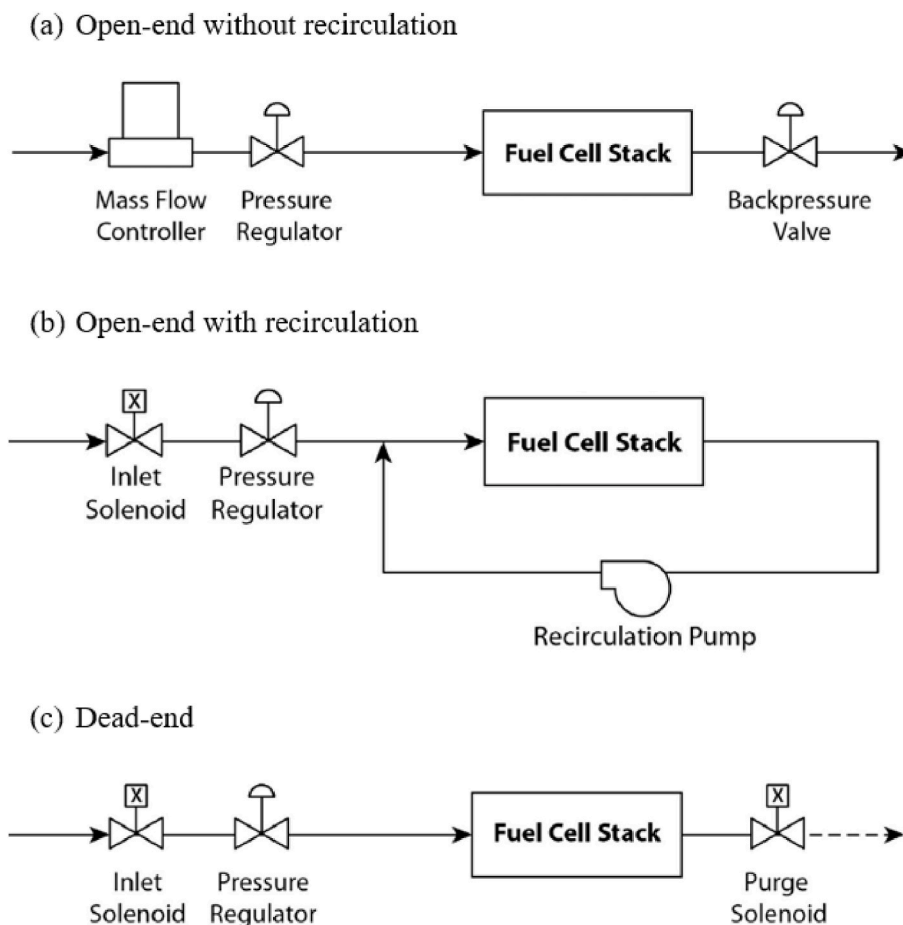 (a) Open-end without recirculation
Fuel Cell Stack
Mass Flow
Controller
Pressure
Regulator
Backpressure
Valve
(b) Open-end with recirculation
X
Fuel Cell Stack
Inlet
Solenoid
Pressure
Regulator
Recirculation Pump
(c) Dead-end
X
X
Fuel Cell Stack
Inlet
Solenoid
Pressure
Regulator
Purge
Solenoid